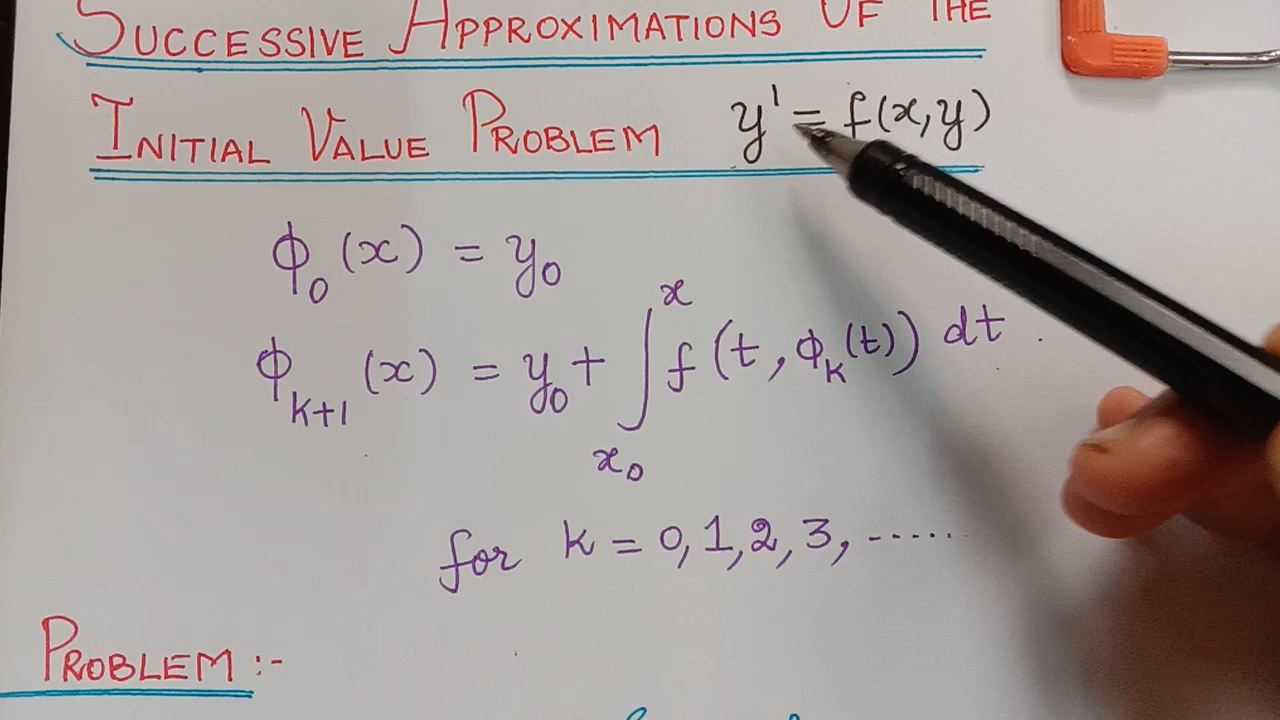 SUCCESSIVE APPROXIMATIONS OF THE
INITIAL VALUE PROBLEM y' = f(x,y)
ϕ₀(x) = y₀
ϕₖ₊₁(x) = y₀ + ∫ₓ₀ˣ f(t, ϕₖ(t)) dt.
for k = 0,1,2,3,------
PROBLEM :-